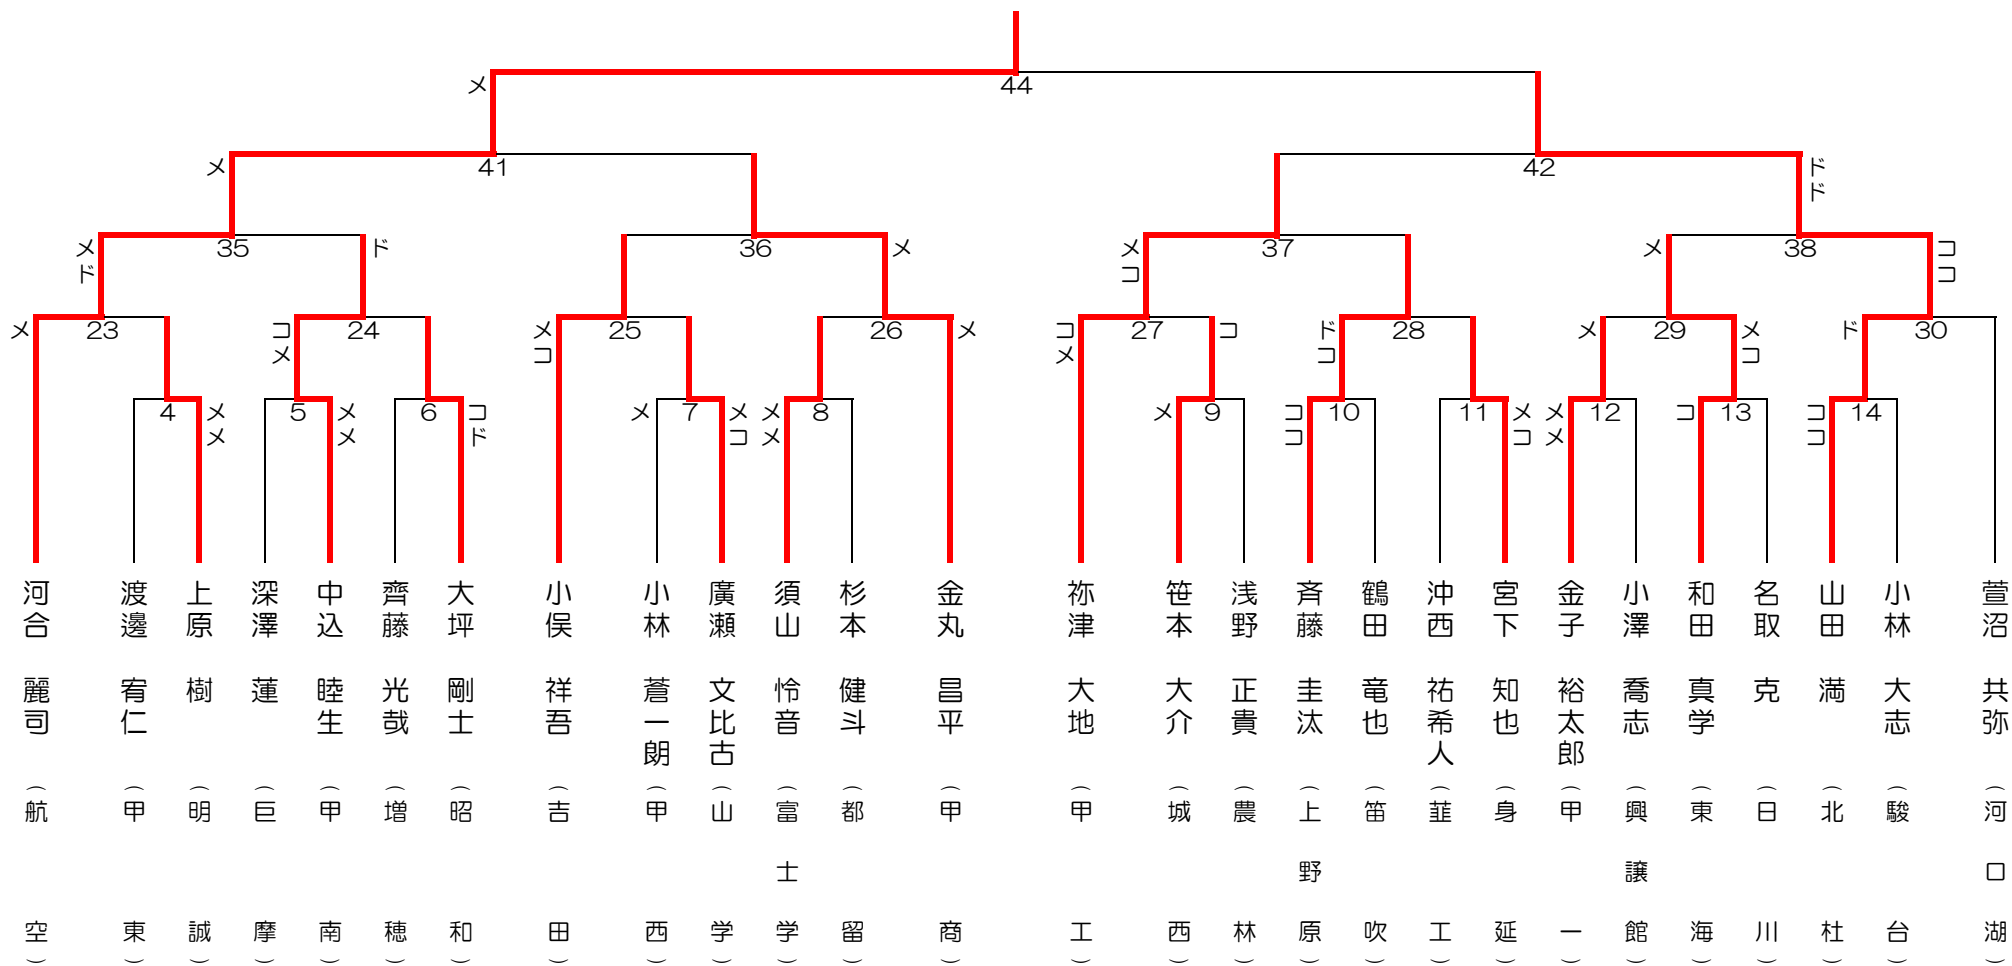 44
メ
41
42
メ
ド
ド
35
36
37
38
メ
ド
ド
メ
メ
コ
メ
コ
コ
23
24
25
26
27
28
29
30
メ
コ
メ
メ
コ
メ
コ
メ
コ
ド
コ
メ
メ
コ
ド
4
5
6
7
8
9
10
11
12
13
14
メ
メ
メ
メ
コ
ド
メ
メ
コ
メ
メ
メ
コ
コ
メ
コ
メ
メ
コ
コ
コ
河合 麗司 (航空)
渡邊 宥仁 (甲東)
上原 樹 (明誠)
深澤 蓮 (巨摩)
中込 睦生 (甲南)
齊藤 光哉 (増穂)
大坪 剛士 (昭和)
小俣 祥吾 (吉田)
小林 蒼一朗 (甲西)
廣瀬 文比古 (山学)
須山 怜音 (富士学)
杉本 健斗 (都留)
金丸 昌平 (甲商)
祢津 大地 (甲工)
笹本 大介 (城西)
浅野 正貴 (農林)
斉藤 圭汰 (上野原)
鶴田 竜也 (笛吹)
沖西 祐希人 (韮工)
宮下 知也 (身延)
金子 裕太郎 (甲一)
小澤 喬志 (興譲館)
和田 真学 (東海)
名取 克 (日川)
山田 満 (北杜)
小林 大志 (駿台)
萱沼 共弥 (河口湖)